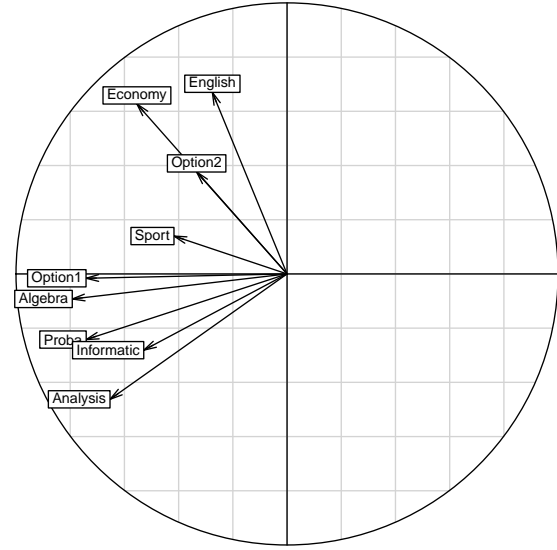 English
Economy
Option2
Sport
Option1
Algebra
Proba
Informatic
Analysis